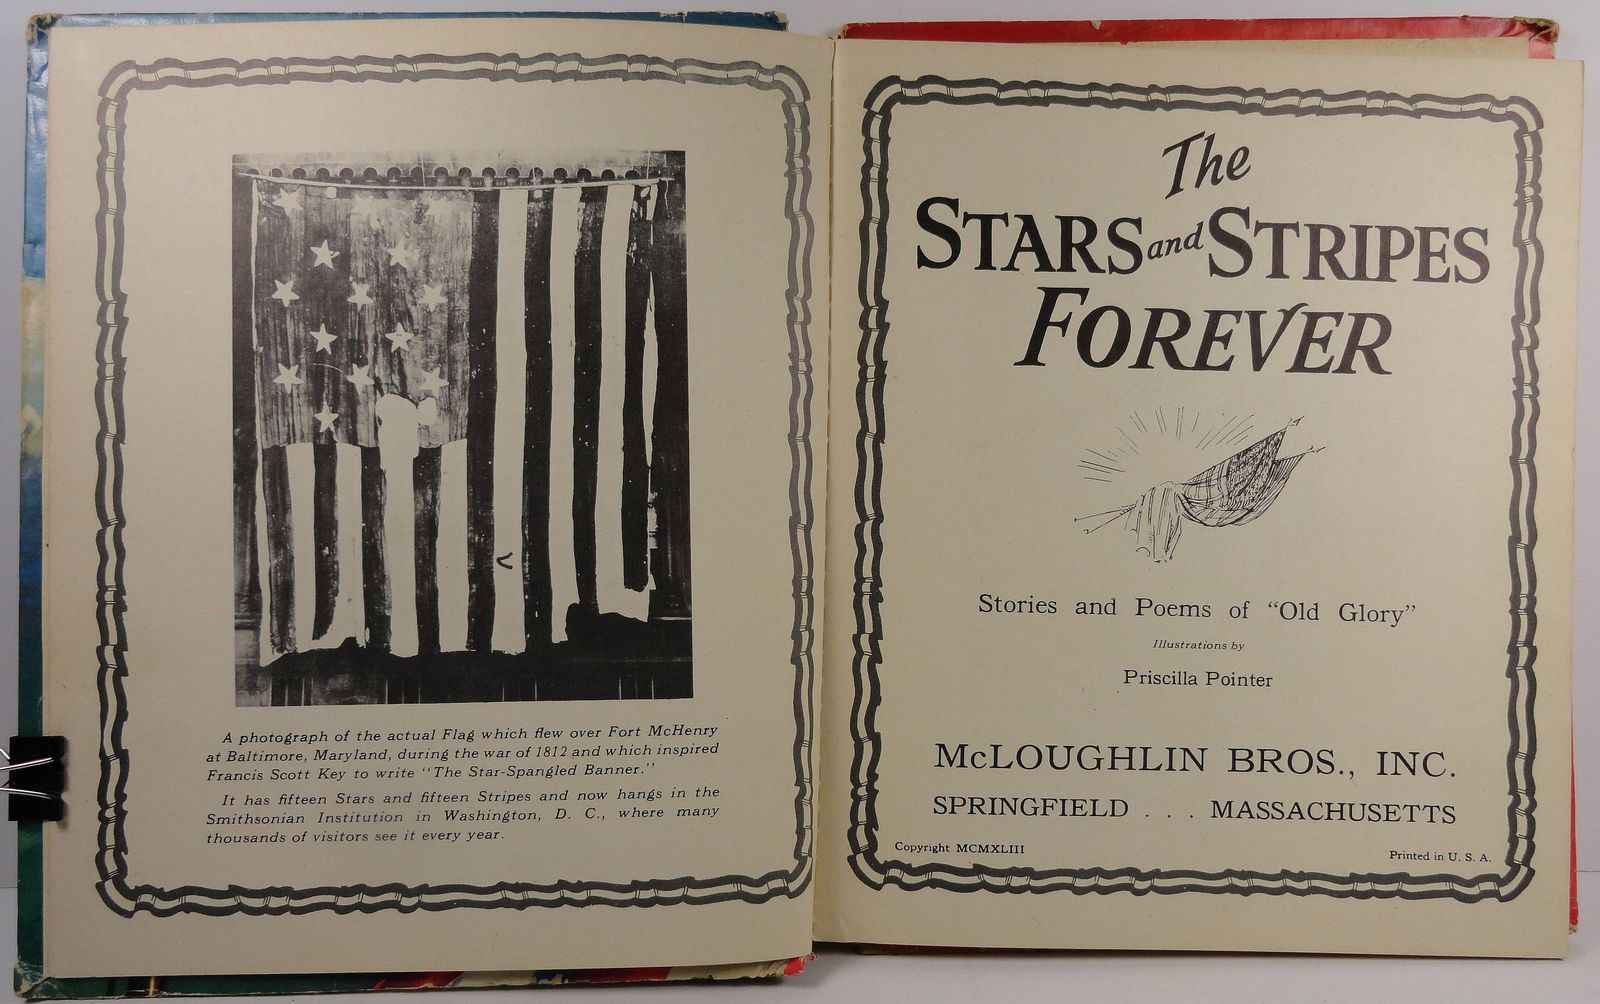 A photograph of the actual Flag which flew over Fort McHenry
at Baltimore, Maryland, during the war of 1812 and which inspired
Francis Scott Key to write "The Star-Spangled Banner."
It has fifteen Stars and fifteen Stripes and now hangs in the
Smithsonian Institution in Washington, D. C., where many
thousands of visitors see it every year.
The
STARS and STRIPES
FOREVER
Stories and Poems of "Old Glory"
Illustrations by
Priscilla Pointer
McLOUGHLIN BROS., INC.
SPRINGFIELD . . . MASSACHUSETTS
Copyright MCMXLIII
Printed in U. S. A.